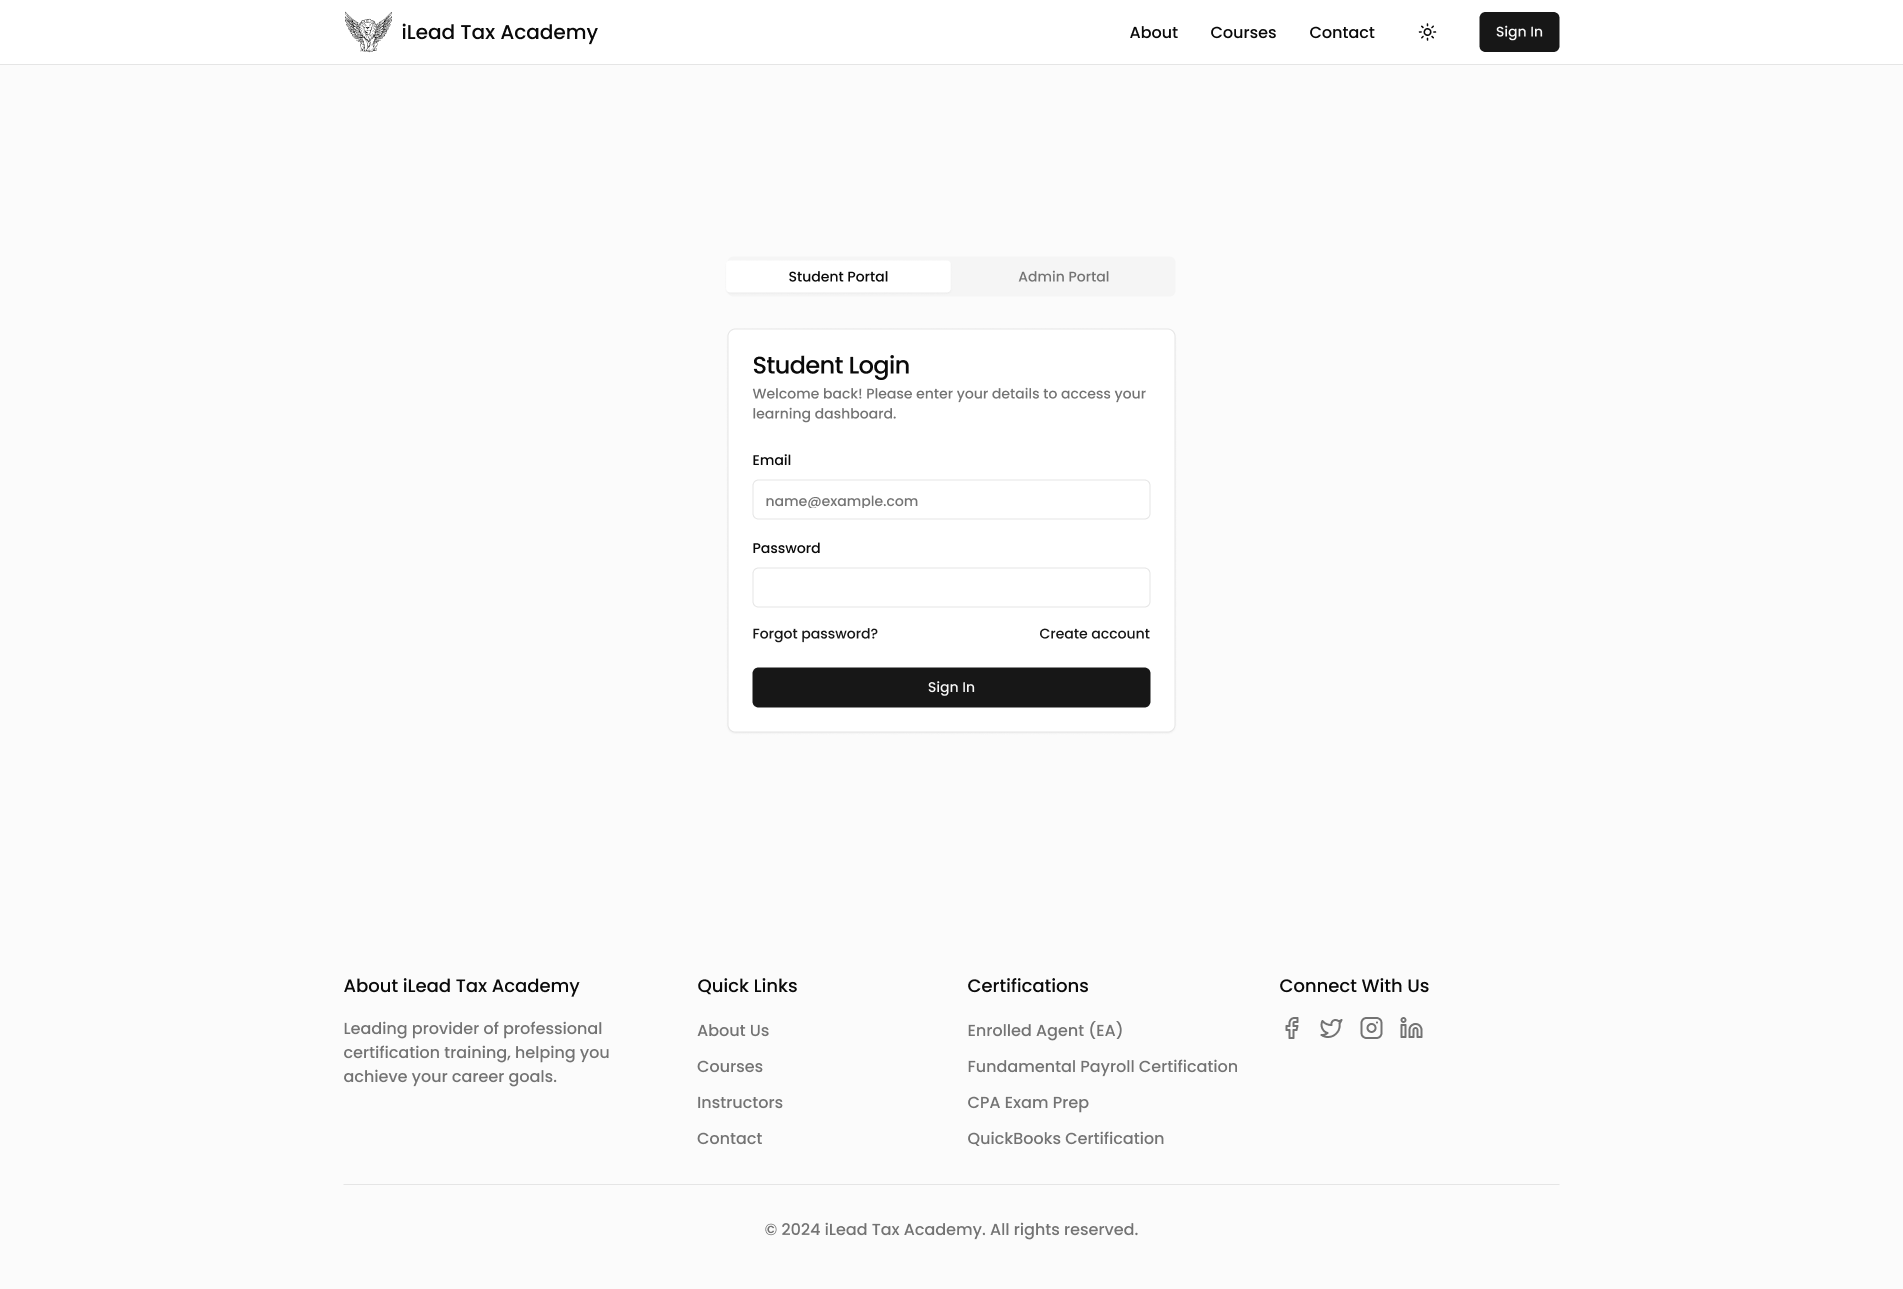 iLead Tax Academy
About
Courses
Contact
Sign In
Student Portal
Admin Portal
Student Login
Welcome back! Please enter your details to access your
learning dashboard.
Email
name@example.com
Password
Forgot password?
Create account
Sign In
About iLead Tax Academy
Leading provider of professional
certification training, helping you
achieve your career goals.
Quick Links
About Us
Courses
Instructors
Contact
Certifications
Enrolled Agent (EA)
Fundamental Payroll Certification
CPA Exam Prep
QuickBooks Certification
Connect With Us
© 2024 iLead Tax Academy. All rights reserved.